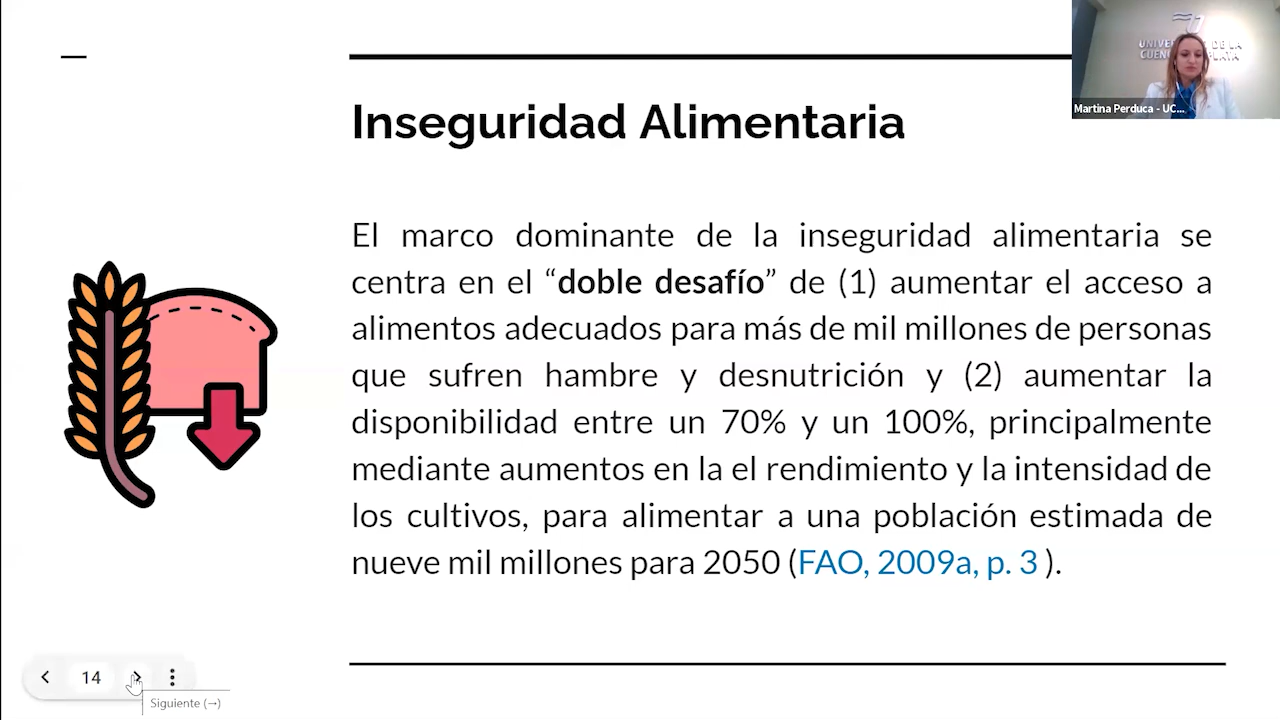 Inseguridad Alimentaria
El marco dominante de la inseguridad alimentaria se
centra en el “doble desafío” de (1) aumentar el acceso a
alimentos adecuados para más de mil millones de personas
que sufren hambre y desnutrición y (2) aumentar la
disponibilidad entre un 70% y un 100%, principalmente
mediante aumentos en la el rendimiento y la intensidad de
los cultivos, para alimentar a una población estimada de
nueve mil millones para 2050 (FAO, 2009a, p. 3 ).
Martina Perduca - UC...
14
Siguiente (→)